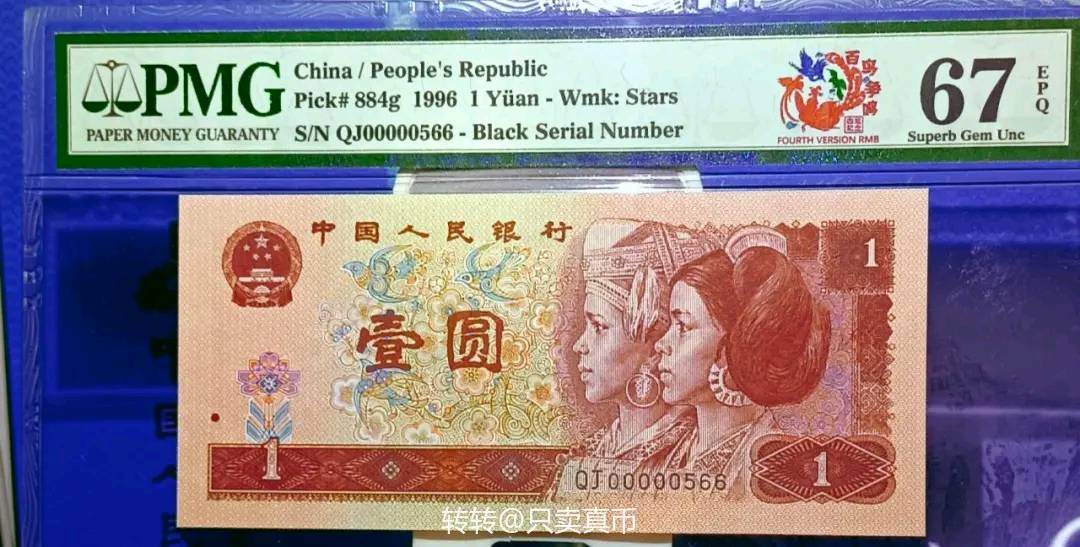 PMG
PAPER MONEY GUARANTY
China / People's Republic
Pick# 884g 1996 1 Yüan - Wmk: Stars
S/N QJ00000566 - Black Serial Number
百鸟争鸣
FOURTH VERSION RMB
67
EPQ
Superb Gem Unc
中国人民银行
1
壹圆
1
QJ00000566
1
转转@只卖真币